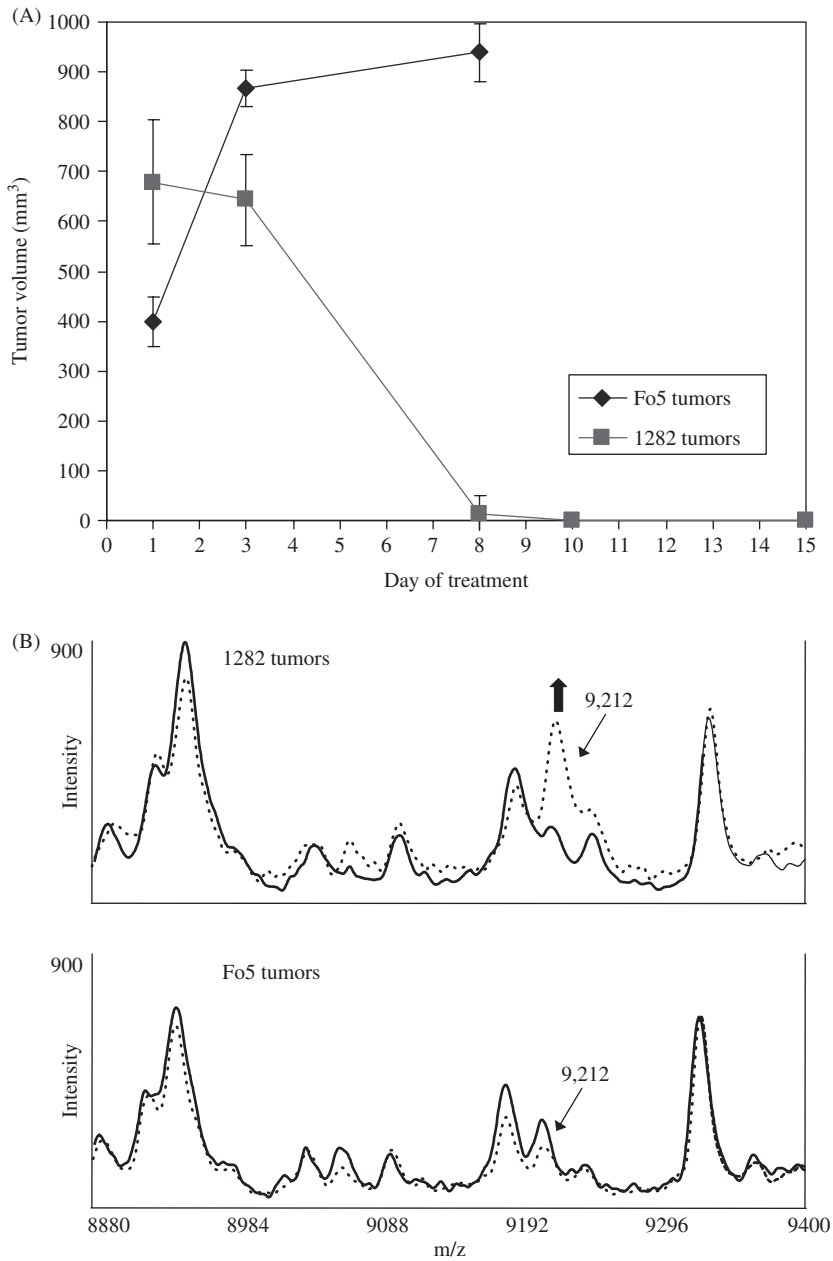 (A)
1000
900
800
700
600
500
400
300
200
100
0
Tumor volume (mm³)
Fo5 tumors
1282 tumors
0 1 2 3 4 5 6 7 8 10 11 12 13 14 15
Day of treatment
(B)
900
1282 tumors
9,212
Intensity
900
Fo5 tumors
9,212
Intensity
8880 8984 9088 9192 9296 9400
m/z